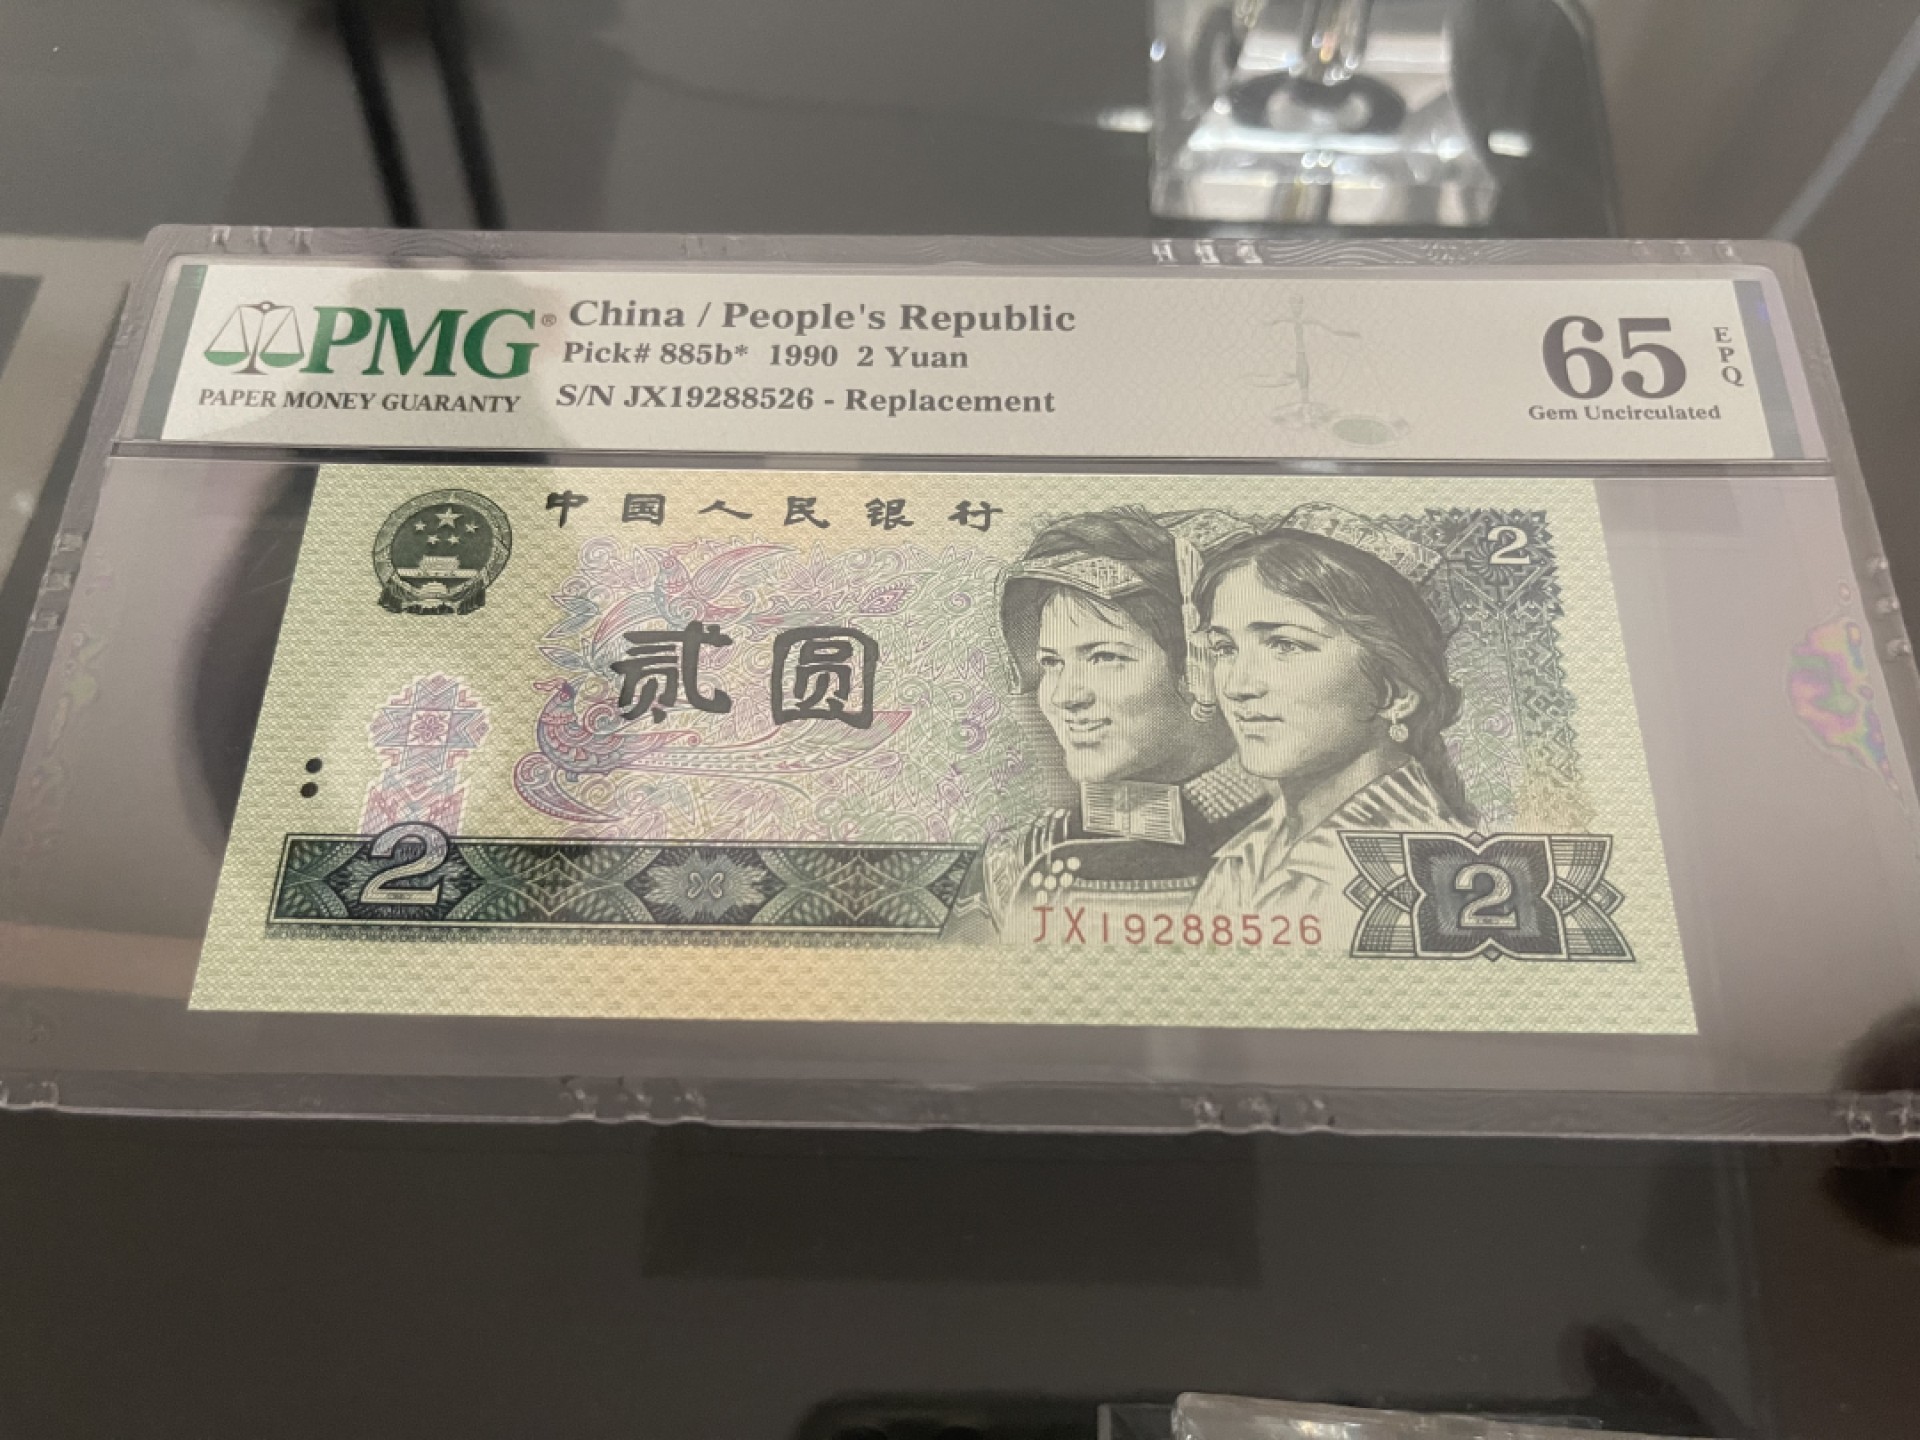 PMG®
PAPER MONEY GUARANTY
China / People's Republic
Pick# 885b* 1990 2 Yuan
S/N JX19288526 - Replacement
65
EPQ
Gem Uncirculated
中国人民银行
2
贰圆
2
JX19288526
2